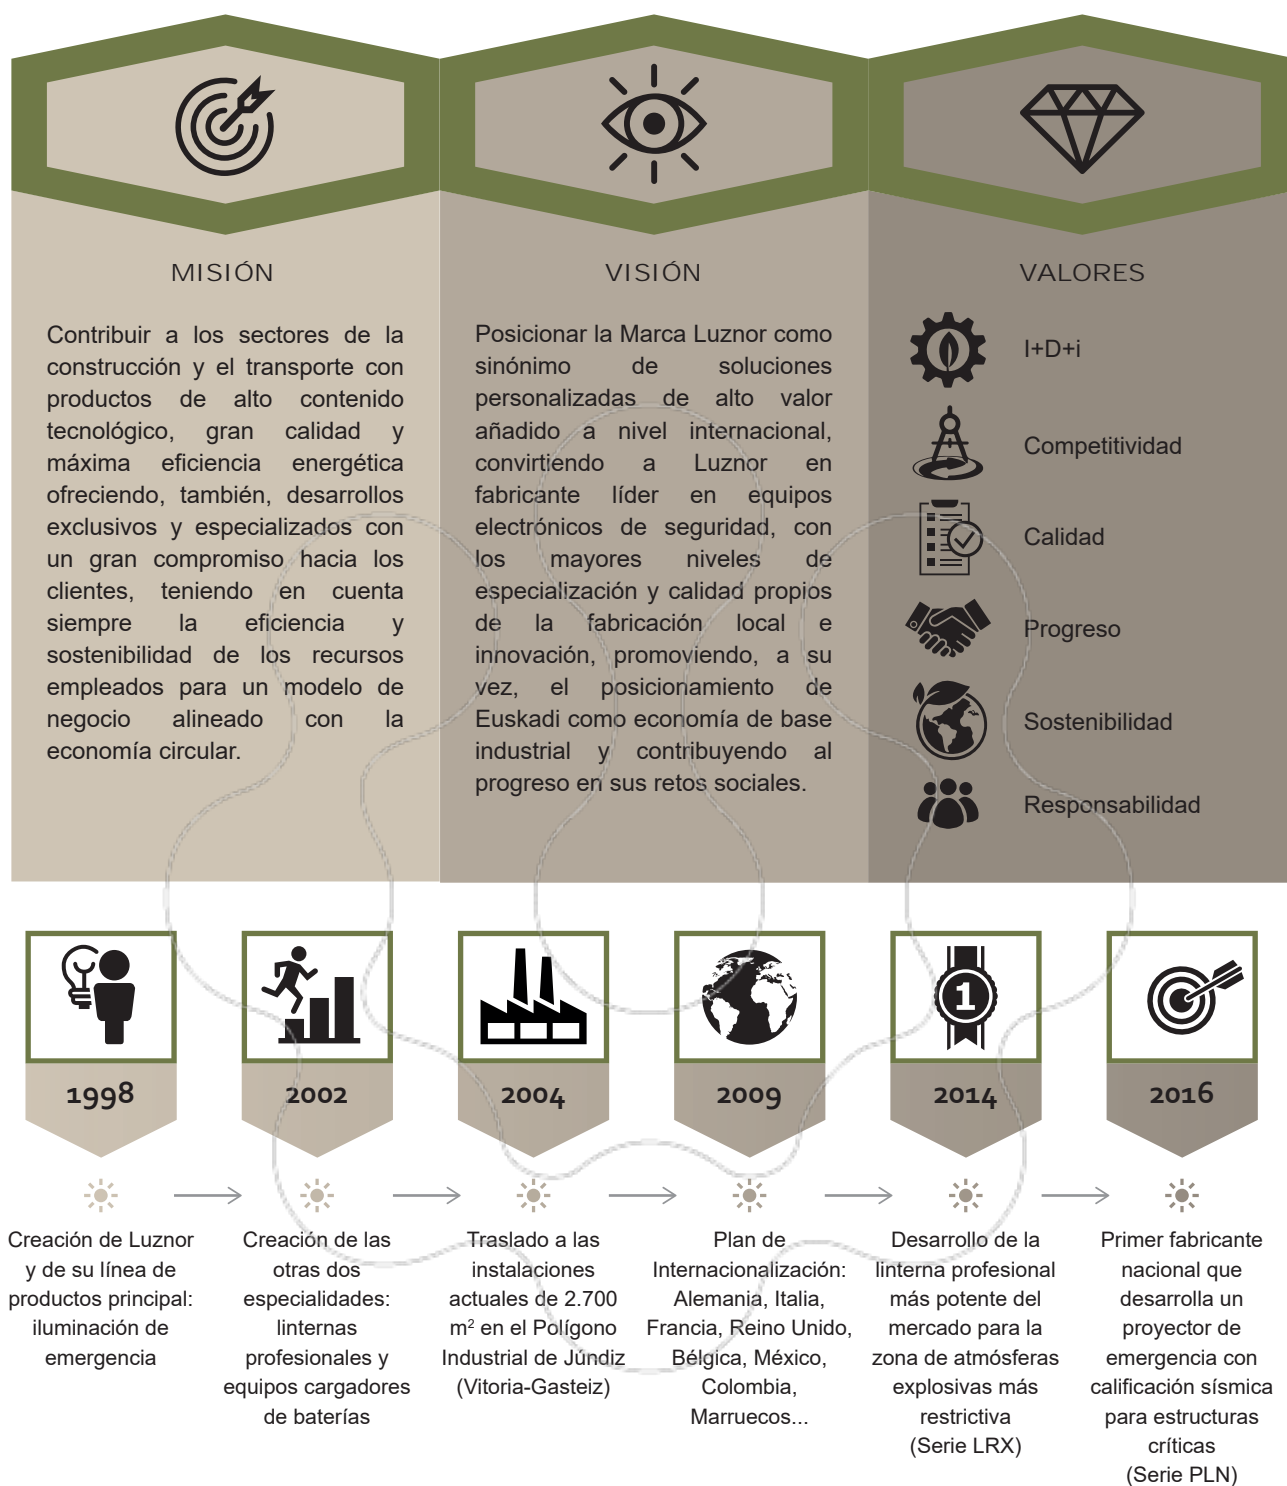 MISIÓN
Contribuir a los sectores de la
construcción y el transporte con
productos de alto contenido
tecnológico, gran calidad y
máxima eficiencia energética
ofreciendo, también, desarrollos
exclusivos y especializados con
un gran compromiso hacia los
clientes, teniendo en cuenta
siempre la eficiencia y
sostenibilidad de los recursos
empleados para un modelo de
negocio alineado con la
economía circular.
VISIÓN
Posicionar la Marca Luznor como
sinónimo de soluciones
personalizadas de alto valor
añadido a nivel internacional,
convirtiendo a Luznor en
fabricante líder en equipos
electrónicos de seguridad, con
los mayores niveles de
especialización y calidad propios
de la fabricación local e
innovación, promoviendo, a su
vez, el posicionamiento de
Euskadi como economía de base
industrial y contribuyendo al
progreso en sus retos sociales.
VALORES
I+D+i
Competitividad
Calidad
Progreso
Sostenibilidad
Responsabilidad
1998
Creación de Luznor
y de su línea de
productos principal:
iluminación de
emergencia
2002
Creación de las
otras dos
especialidades:
linternas
profesionales y
equipos cargadores
de baterías
2004
Traslado a las
instalaciones
actuales de 2.700
m² en el Polígono
Industrial de Júndiz
(Vitoria-Gasteiz)
2009
Plan de
Internacionalización:
Alemania, Italia,
Francia, Reino Unido,
Bélgica, México,
Colombia,
Marruecos...
1
2014
Desarrollo de la
linterna profesional
más potente del
mercado para la
zona de atmósferas
explosivas más
restrictiva
(Serie LRX)
2016
Primer fabricante
nacional que
desarrolla un
proyector de
emergencia con
calificación sísmica
para estructuras
críticas
(Serie PLN)